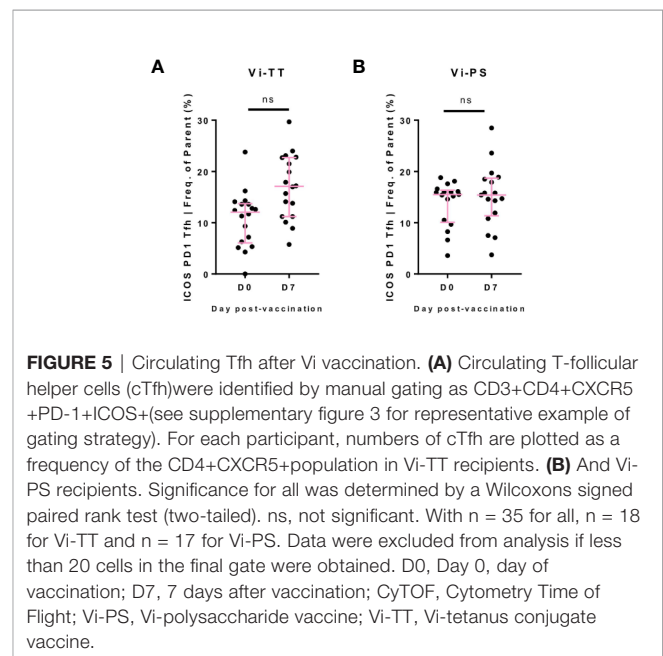 A
Vi-TT
ns
ICOS PD1 Tfh | Freq. of Parent (%)
30
20
10
0
D0
D7
Day post-vaccination
B
Vi-PS
ns
ICOS PD1 Tfh | Freq. of Parent (%)
30
20
10
0
D0
D7
Day post-vaccination
FIGURE 5 | Circulating Tfh after Vi vaccination. (A) Circulating T-follicular
helper cells (cTfh)were identified by manual gating as CD3+CD4+CXCR5
+PD-1+ICOS+(see supplementary figure 3 for representative example of
gating strategy). For each participant, numbers of cTfh are plotted as a
frequency of the CD4+CXCR5+population in Vi-TT recipients. (B) And Vi-
PS recipients. Significance for all was determined by a Wilcoxons signed
paired rank test (two-tailed). ns, not significant. With n = 35 for all, n = 18
for Vi-TT and n = 17 for Vi-PS. Data were excluded from analysis if less
than 20 cells in the final gate were obtained. D0, Day 0, day of
vaccination; D7, 7 days after vaccination; CyTOF, Cytometry Time of
Flight; Vi-PS, Vi-polysaccharide vaccine; Vi-TT, Vi-tetanus conjugate
vaccine.